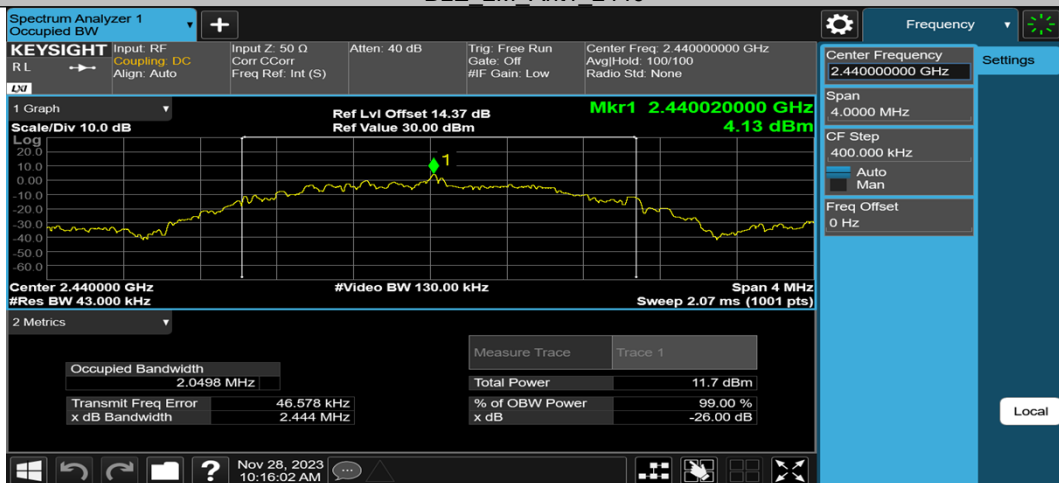 Spectrum Analyzer 1
Occupied BW
Frequency
KEYSIGHT
R L
LXI
Input: RF
Coupling: DC
Align: Auto
Input Z: 50 Ω
Corr CCorr
Freq Ref: Int (S)
Atten: 40 dB
Trig: Free Run
Gate: Off
#IF Gain: Low
Center Freq: 2.440000000 GHz
Avg|Hold: 100/100
Radio Std: None
1 Graph
Scale/Div 10.0 dB
Ref Lvl Offset 14.37 dB
Ref Value 30.00 dBm
Mkr1 2.440020000 GHz
4.13 dBm
Log
20.0
10.0
0.00
-10.0
-20.0
-30.0
-40.0
-50.0
-60.0
1
Center 2.440000 GHz
#Res BW 43.000 kHz
#Video BW 130.00 kHz
Span 4 MHz
Sweep 2.07 ms (1001 pts)
2 Metrics
Measure Trace Trace 1
Occupied Bandwidth
2.0498 MHz
Total Power 11.7 dBm
Transmit Freq Error 46.578 kHz
% of OBW Power 99.00 %
x dB Bandwidth 2.444 MHz
x dB -26.00 dB
Center Frequency
2.440000000 GHz
Settings
Span
4.0000 MHz
CF Step
400.000 kHz
Auto
Man
Freq Offset
0 Hz
Local
?
Nov 28, 2023
10:16:02 AM